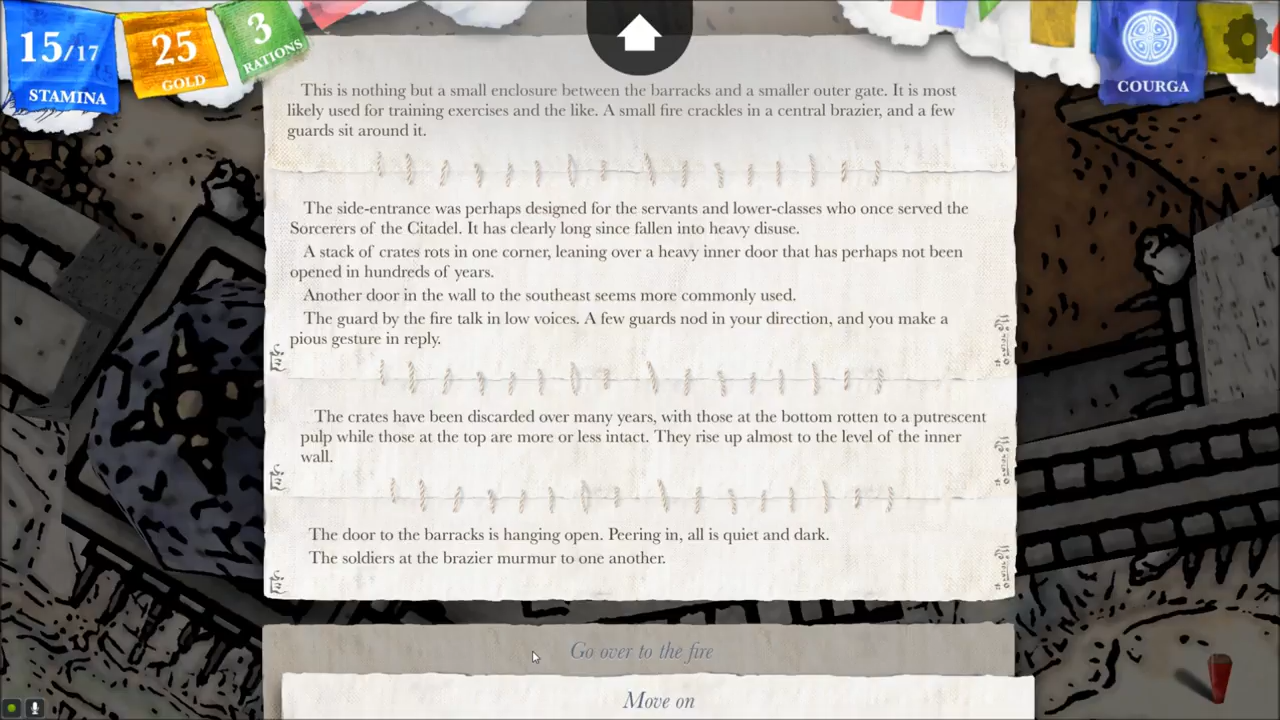 15/17
STAMINA
25
GOLD
3
RATIONS
COURGA
This is nothing but a small enclosure between the barracks and a smaller outer gate. It is most
likely used for training exercises and the like. A small fire crackles in a central brazier, and a few
guards sit around it.
The side-entrance was perhaps designed for the servants and lower-classes who once served the
Sorcerers of the Citadel. It has clearly long since fallen into heavy disuse.
A stack of crates rots in one corner, leaning over a heavy inner door that has perhaps not been
opened in hundreds of years.
Another door in the wall to the southeast seems more commonly used.
The guard by the fire talk in low voices. A few guards nod in your direction, and you make a
pious gesture in reply.
The crates have been discarded over many years, with those at the bottom rotten to a putrescent
pulp while those at the top are more or less intact. They rise up almost to the level of the inner
wall.
The door to the barracks is hanging open. Peering in, all is quiet and dark.
The soldiers at the brazier murmur to one another.
Go over to the fire
Move on